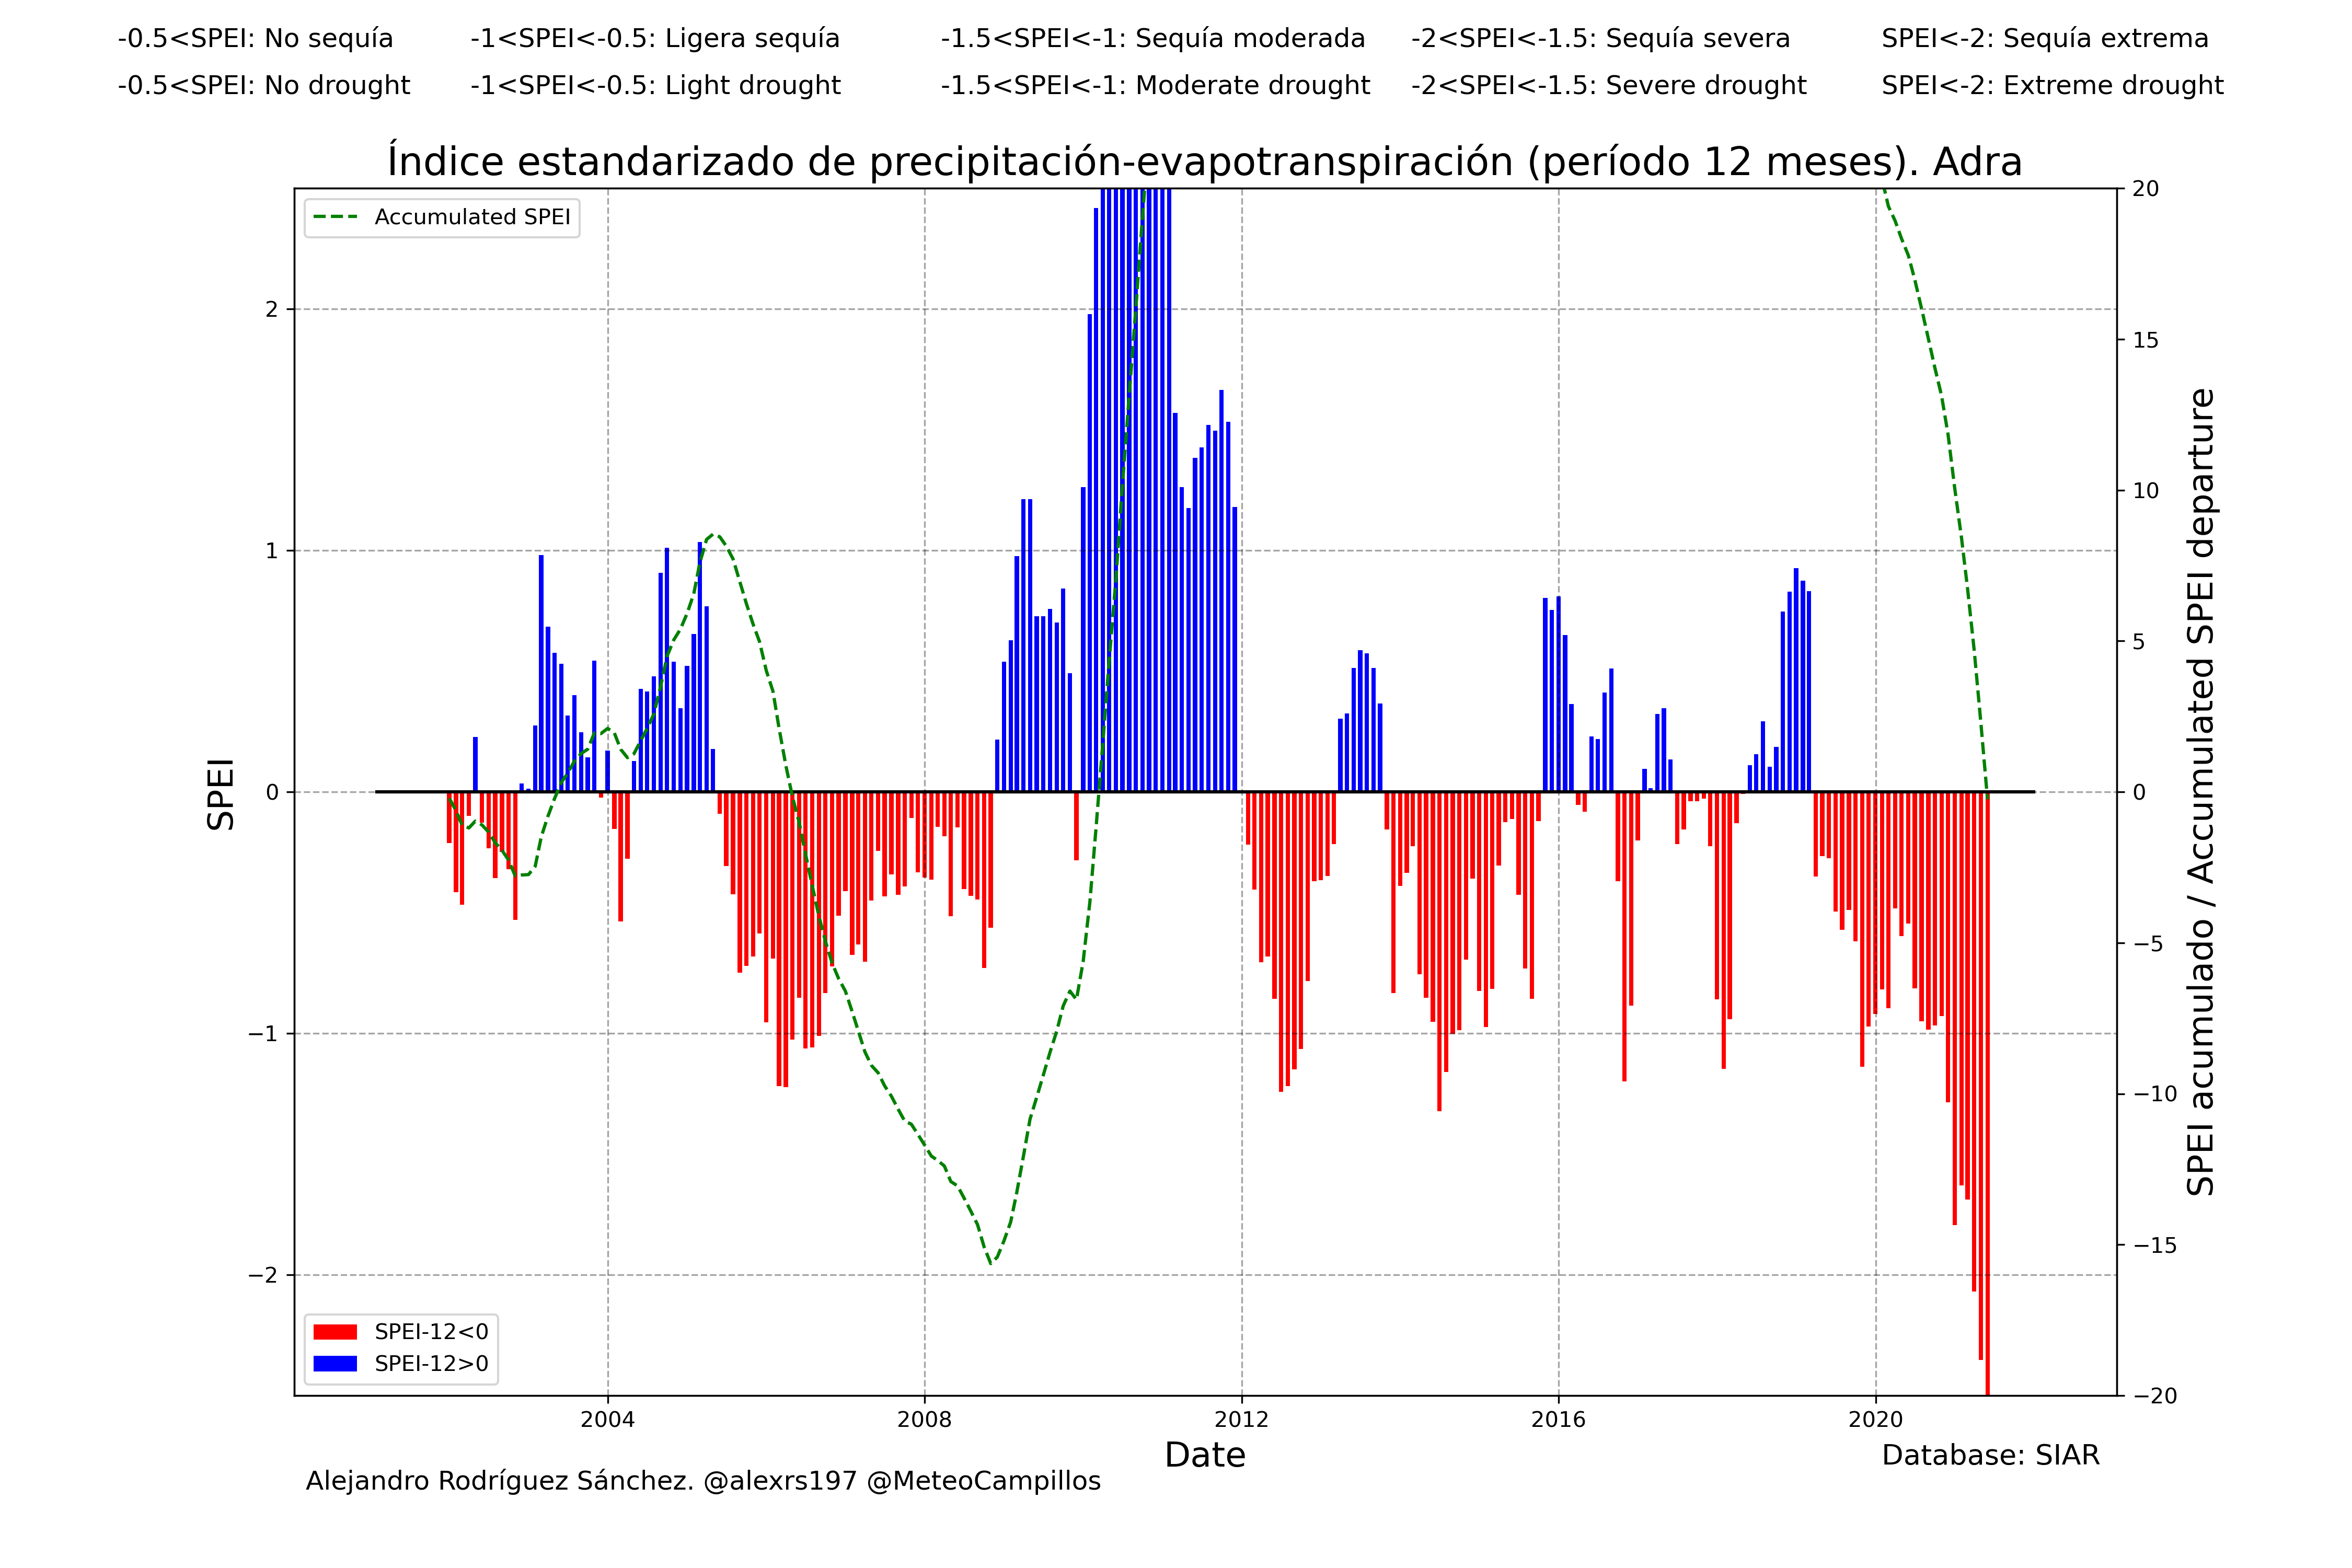 -0.5<SPEI: No sequía -1<SPEI<-0.5: Ligera sequía -1.5<SPEI<-1: Sequía moderada -2<SPEI<-1.5: Sequía severa SPEI<-2: Sequía extrema
-0.5<SPEI: No drought -1<SPEI<-0.5: Light drought -1.5<SPEI<-1: Moderate drought -2<SPEI<-1.5: Severe drought SPEI<-2: Extreme drought
Índice estandarizado de precipitación-evapotranspiración (período 12 meses). Adra
Accumulated SPEI
SPEI
2
1
0
−1
−2
20
15
10
5
0
−5
−10
−15
−20
SPEI acumulado / Accumulated SPEI departure
SPEI-12<0
SPEI-12>0
2004 2008 2012 2016 2020
Date
Database: SIAR
Alejandro Rodríguez Sánchez. @alexrs197 @MeteoCampillos